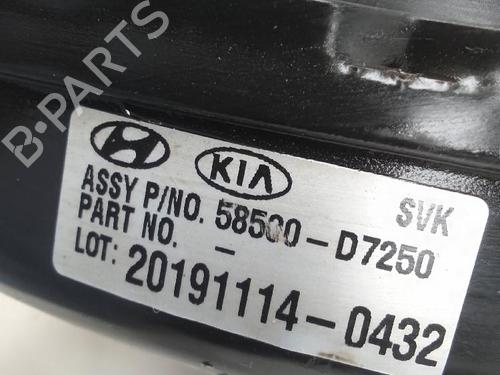 B-PARTS
KIA
SVK
ASSY P/NO. 58500-D7250
PART NO. -
LOT: 20191114-0432